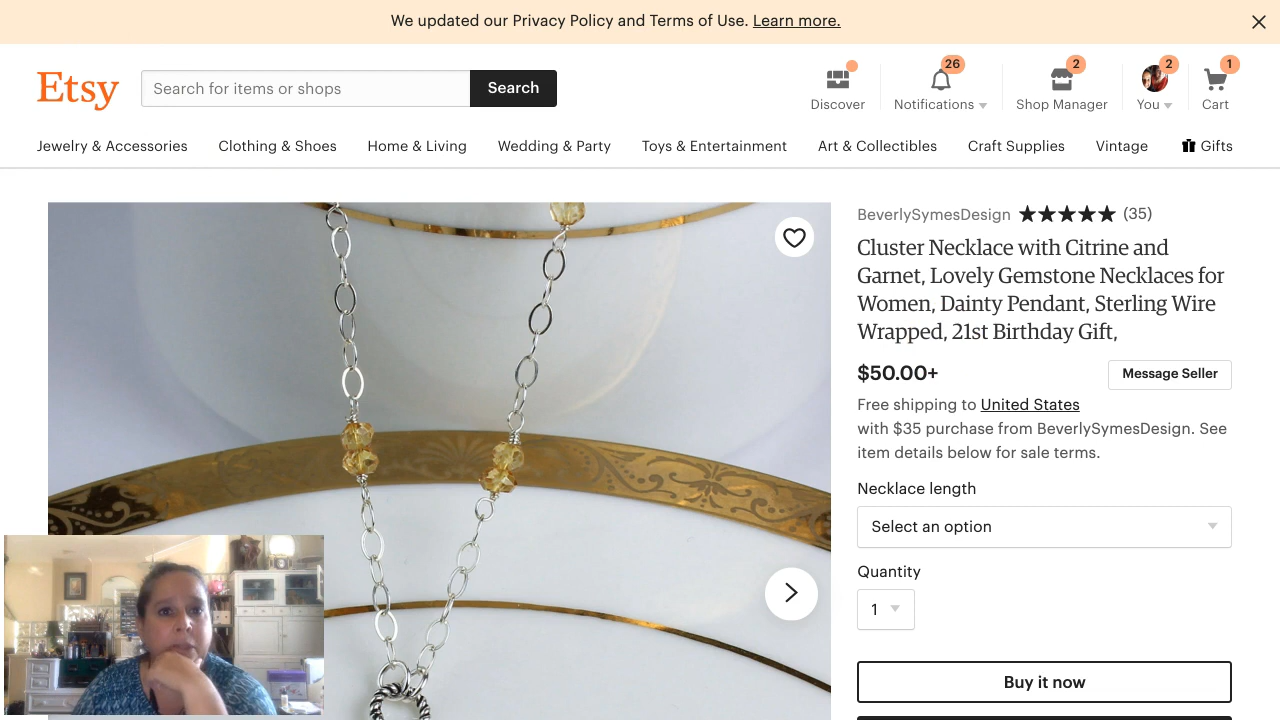 We updated our Privacy Policy and Terms of Use. Learn more.
Etsy
Search for items or shops
Search
Discover
26
Notifications
2
Shop Manager
2
You
1
Cart
Jewelry & Accessories
Clothing & Shoes
Home & Living
Wedding & Party
Toys & Entertainment
Art & Collectibles
Craft Supplies
Vintage
Gifts
BeverlySymesDesign ★★★★★ (35)
Cluster Necklace with Citrine and
Garnet, Lovely Gemstone Necklaces for
Women, Dainty Pendant, Sterling Wire
Wrapped, 21st Birthday Gift,
$50.00+
Message Seller
Free shipping to United States
with $35 purchase from BeverlySymesDesign. See
item details below for sale terms.
Necklace length
Select an option
Quantity
1
Buy it now